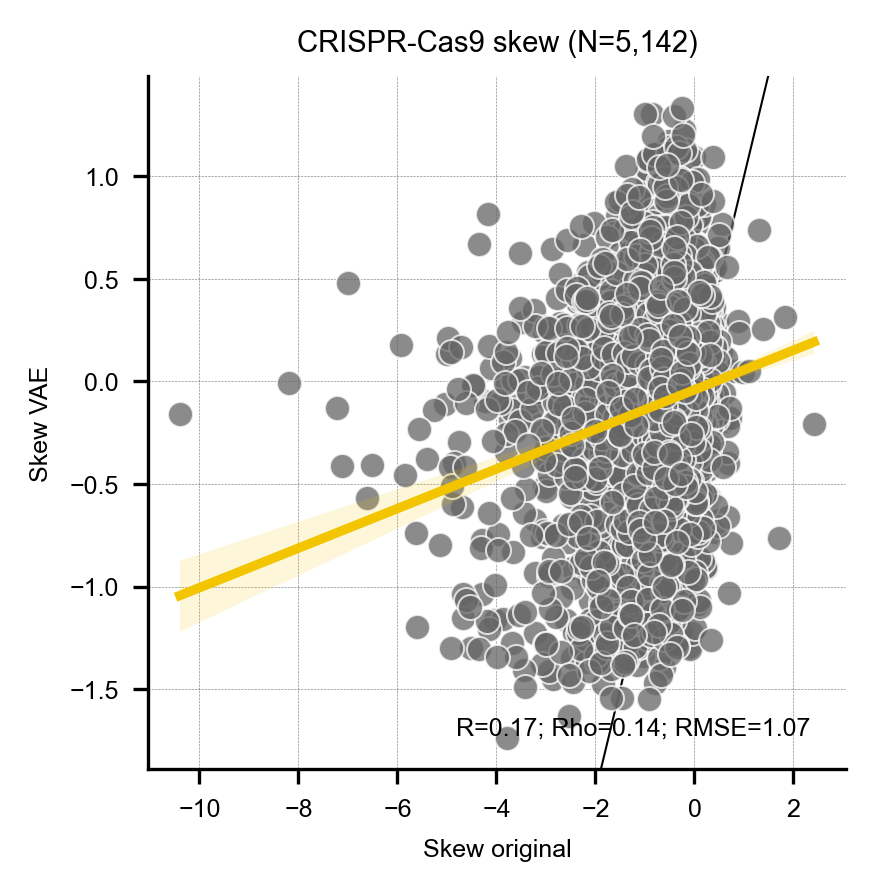 CRISPR-Cas9 skew (N=5,142)
Skew VAE
1.0
0.5
0.0
−0.5
−1.0
−1.5
R=0.17; Rho=0.14; RMSE=1.07
−10 −8 −6 −4 −2 0 2
Skew original